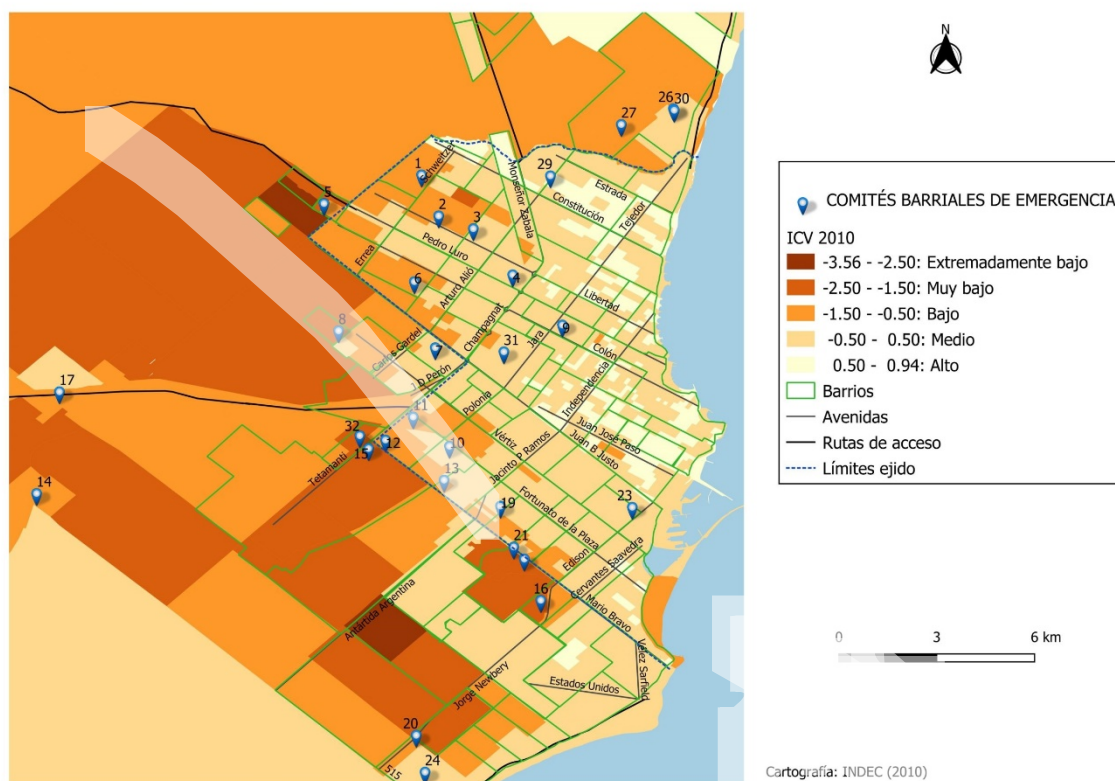 N
26 30
27
1
Schweitzer
29
Monseñor Zabala
Estrada
Constitución
Tejedor
5
2
3
Errea
Pedro Luro
6
Arturo Alió
4
Libertad
8
Carlos Gardel
Champagnat
9
7
31
Jara
Colón
J D Perón
17
Polonia
Independencia
11
Juan José Paso
32
12
10
Vértiz
Juan B Justo
15
Tetamanti
13
Jacinto P Ramos
14
19
Fortunato de la Plaza
23
21
Edison
Cervantes Saavedra
16
Mario Bravo
Antártida Argentina
Vélez Sarfield
Jorge Newbery
Estados Unidos
20
515
24
COMITÉS BARRIALES DE EMERGENCIA
ICV 2010
-3.56 - -2.50: Extremadamente bajo
-2.50 - -1.50: Muy bajo
-1.50 - -0.50: Bajo
-0.50 - 0.50: Medio
0.50 - 0.94: Alto
Barrios
Avenidas
Rutas de acceso
Límites ejido
0 3 6 km
Cartografía: INDEC (2010)